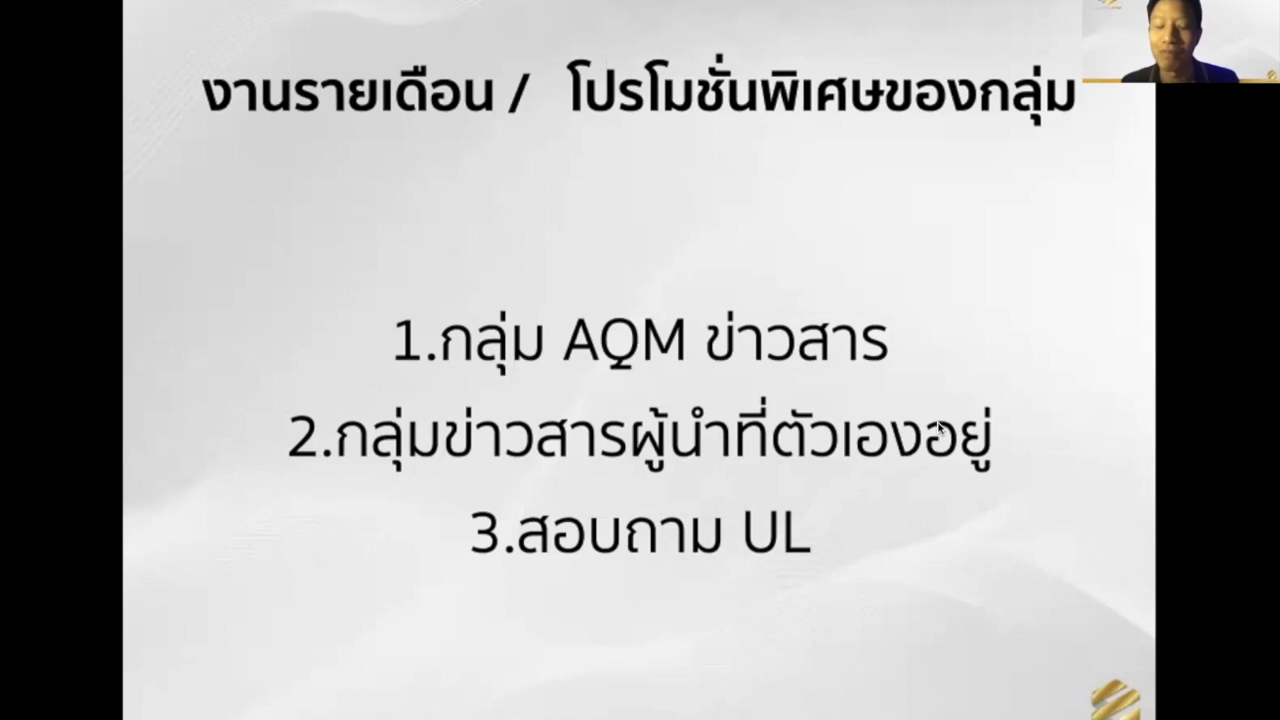 งานรายเดือน / โปรโมชั่นพิเศษของกลุ่ม
1.กลุ่ม AQM ข่าวสาร
2.กลุ่มข่าวสารผู้นำที่ตัวเองอยู่
3.สอบถาม UL